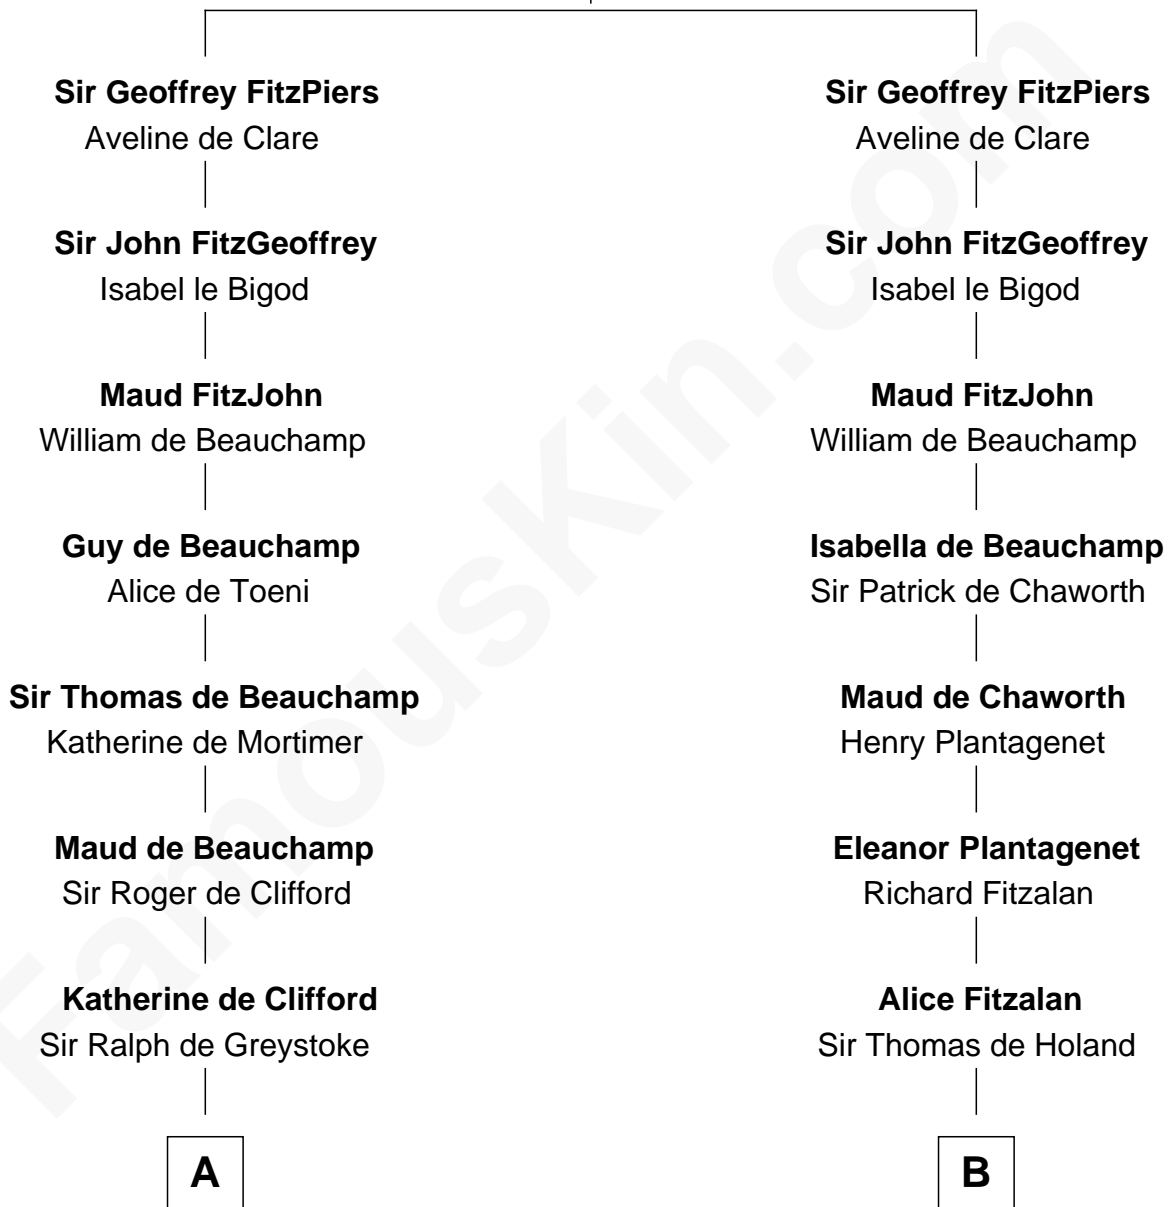 Sir Geoffrey FitzPiers
Aveline de Clare
Sir John FitzGeoffrey
Isabel le Bigod
Maud FitzJohn
William de Beauchamp
Guy de Beauchamp
Alice de Toeni
Sir Thomas de Beauchamp
Katherine de Mortimer
Maud de Beauchamp
Sir Roger de Clifford
Katherine de Clifford
Sir Ralph de Greystoke
A
Sir Geoffrey FitzPiers
Aveline de Clare
Sir John FitzGeoffrey
Isabel le Bigod
Maud FitzJohn
William de Beauchamp
Isabella de Beauchamp
Sir Patrick de Chaworth
Maud de Chaworth
Henry Plantagenet
Eleanor Plantagenet
Richard Fitzalan
Alice Fitzalan
Sir Thomas de Holand
B
FamousKin.com